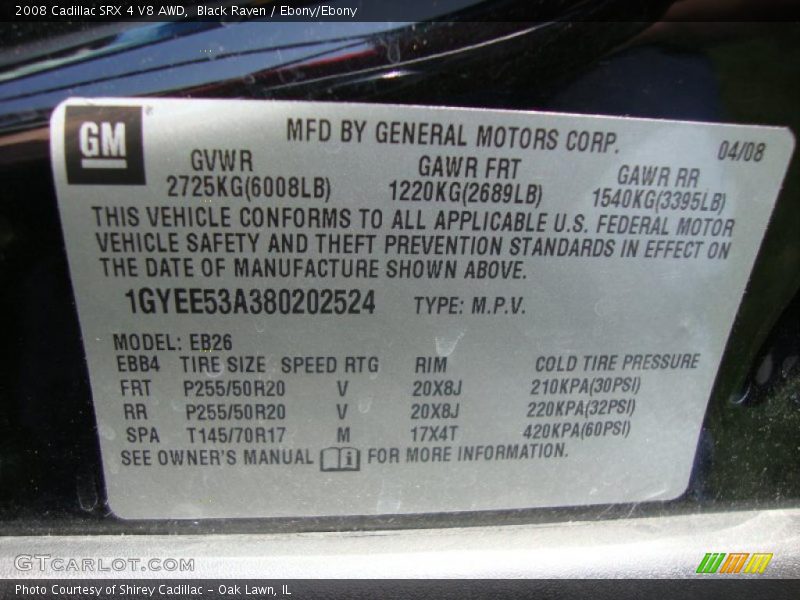 2008 Cadillac SRX 4 V8 AWD, Black Raven / Ebony/Ebony
GM
MFD BY GENERAL MOTORS CORP. 04/08
GVWR GAWR FRT GAWR RR
2725KG(6008LB) 1220KG(2689LB) 1540KG(3395LB)
THIS VEHICLE CONFORMS TO ALL APPLICABLE U.S. FEDERAL MOTOR
VEHICLE SAFETY AND THEFT PREVENTION STANDARDS IN EFFECT ON
THE DATE OF MANUFACTURE SHOWN ABOVE.
1GYEE53A380202524 TYPE: M.P.V.
MODEL: EB26
EBB4 TIRE SIZE SPEED RTG RIM COLD TIRE PRESSURE
FRT P255/50R20 V 20X8J 210KPA(30PSI)
RR P255/50R20 V 20X8J 220KPA(32PSI)
SPA T145/70R17 M 17X4T 420KPA(60PSI)
SEE OWNER'S MANUAL i FOR MORE INFORMATION.
GTCARLOT.COM
Photo Courtesy of Shirey Cadillac - Oak Lawn, IL